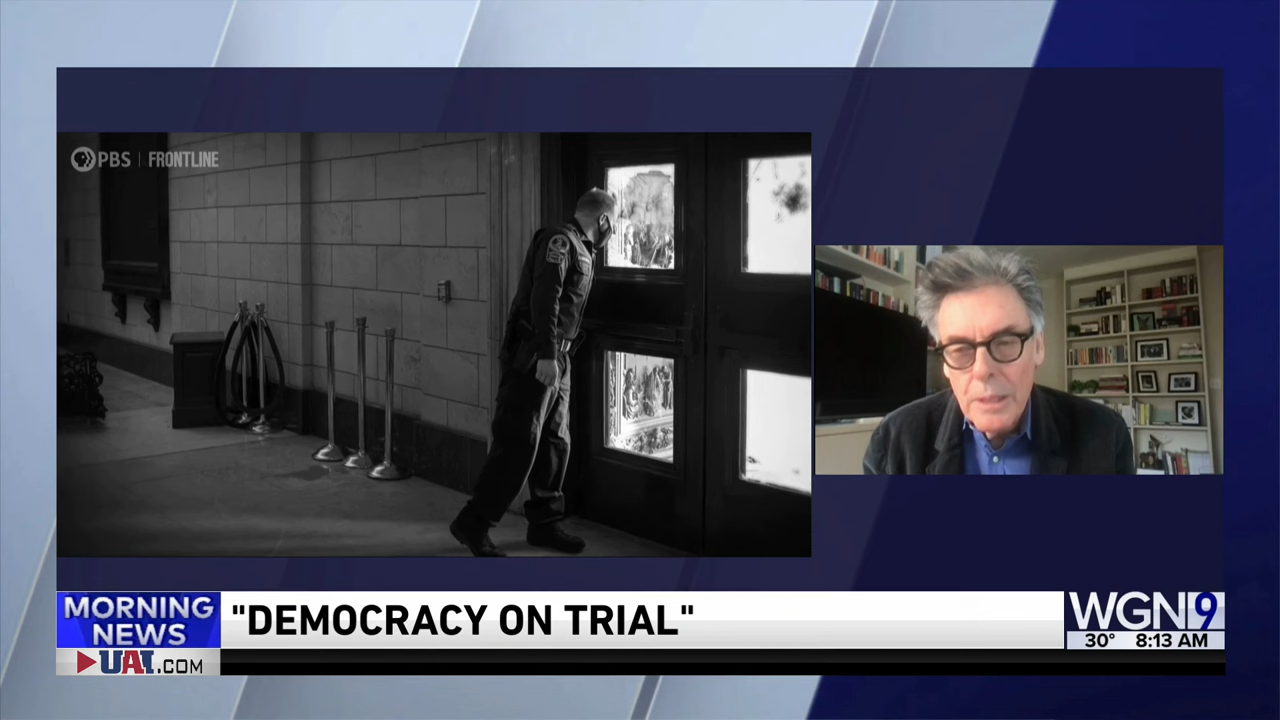 PBS | FRONTLINE
MORNING
NEWS
"DEMOCRACY ON TRIAL"
WGN9
30° 8:13 AM
UAI.COM